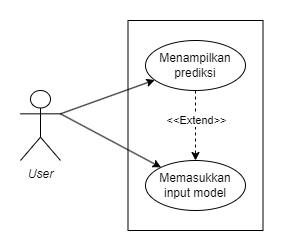 Menampilkan
prediksi
<<Extend>>
User
Memasukkan
input model